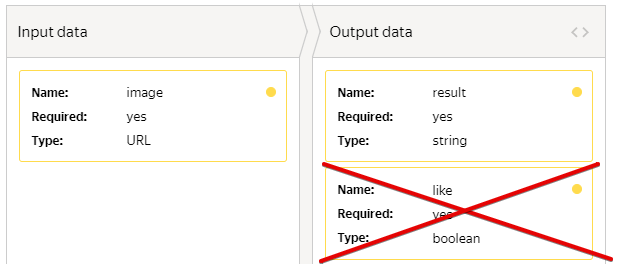 Input data
Name: image
Required: yes
Type: URL
Output data
Name: result
Required: yes
Type: string
Name: like
Required: yes
Type: boolean